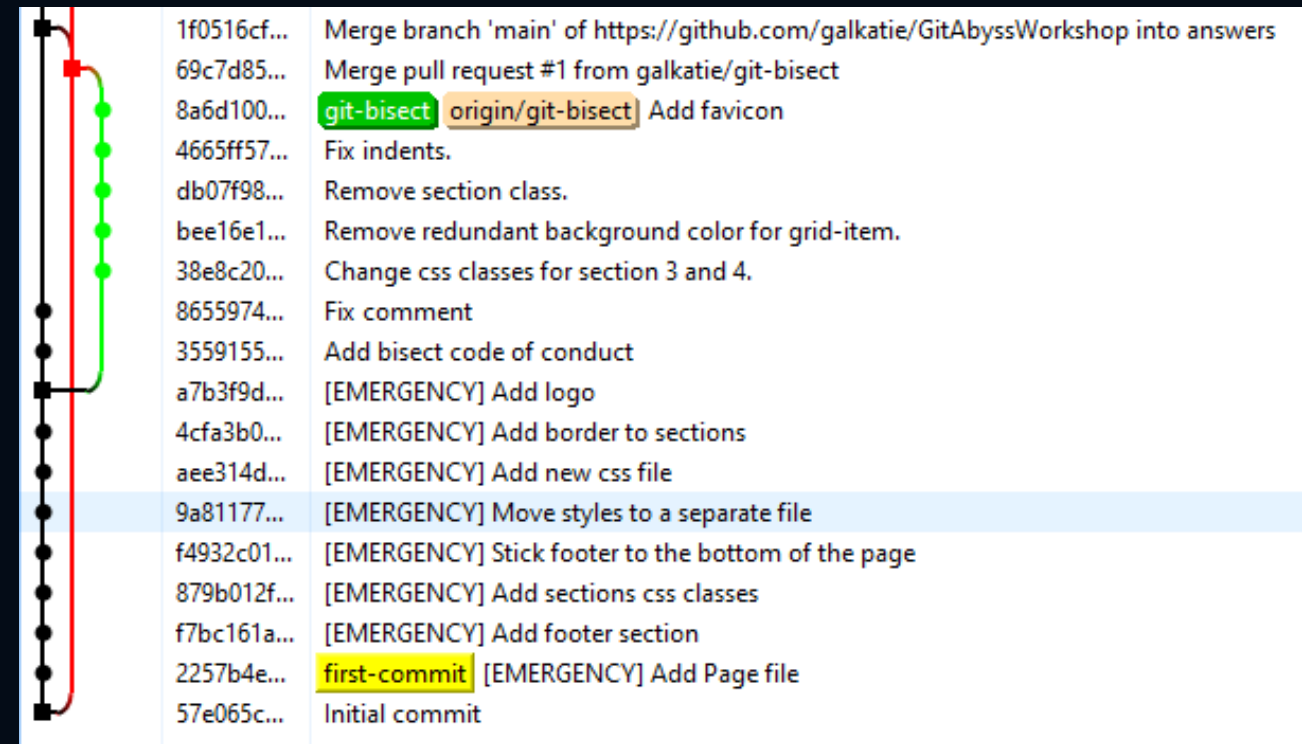 1f0516cf... Merge branch 'main' of https://github.com/galkatie/GitAbyssWorkshop into answers
69c7d85... Merge pull request #1 from galkatie/git-bisect
8a6d100... git-bisect origin/git-bisect Add favicon
4665ff57... Fix indents.
db07f98... Remove section class.
bee16e1... Remove redundant background color for grid-item.
38e8c20... Change css classes for section 3 and 4.
8655974... Fix comment
3559155... Add bisect code of conduct
a7b3f9d... [EMERGENCY] Add logo
4cfa3b0... [EMERGENCY] Add border to sections
aee314d... [EMERGENCY] Add new css file
9a81177... [EMERGENCY] Move styles to a separate file
f4932c01... [EMERGENCY] Stick footer to the bottom of the page
879b012f... [EMERGENCY] Add sections css classes
f7bc161a... [EMERGENCY] Add footer section
2257b4e... first-commit [EMERGENCY] Add Page file
57e065c... Initial commit